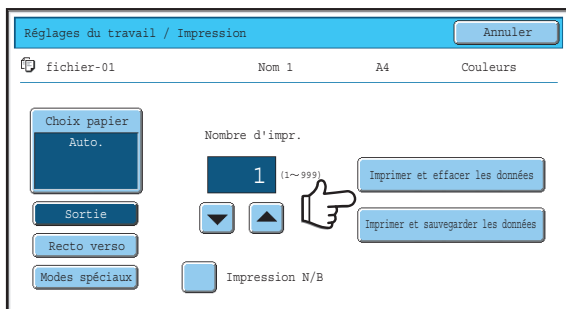 Réglages du travail / Impression
Annuler
fichier-01 Nom 1 A4 Couleurs
Choix papier
Auto.
Nombre d'impr.
1 (1~999)
Imprimer et effacer les données
Sortie
Imprimer et sauvegarder les données
Recto verso
Modes spéciaux
Impression N/B